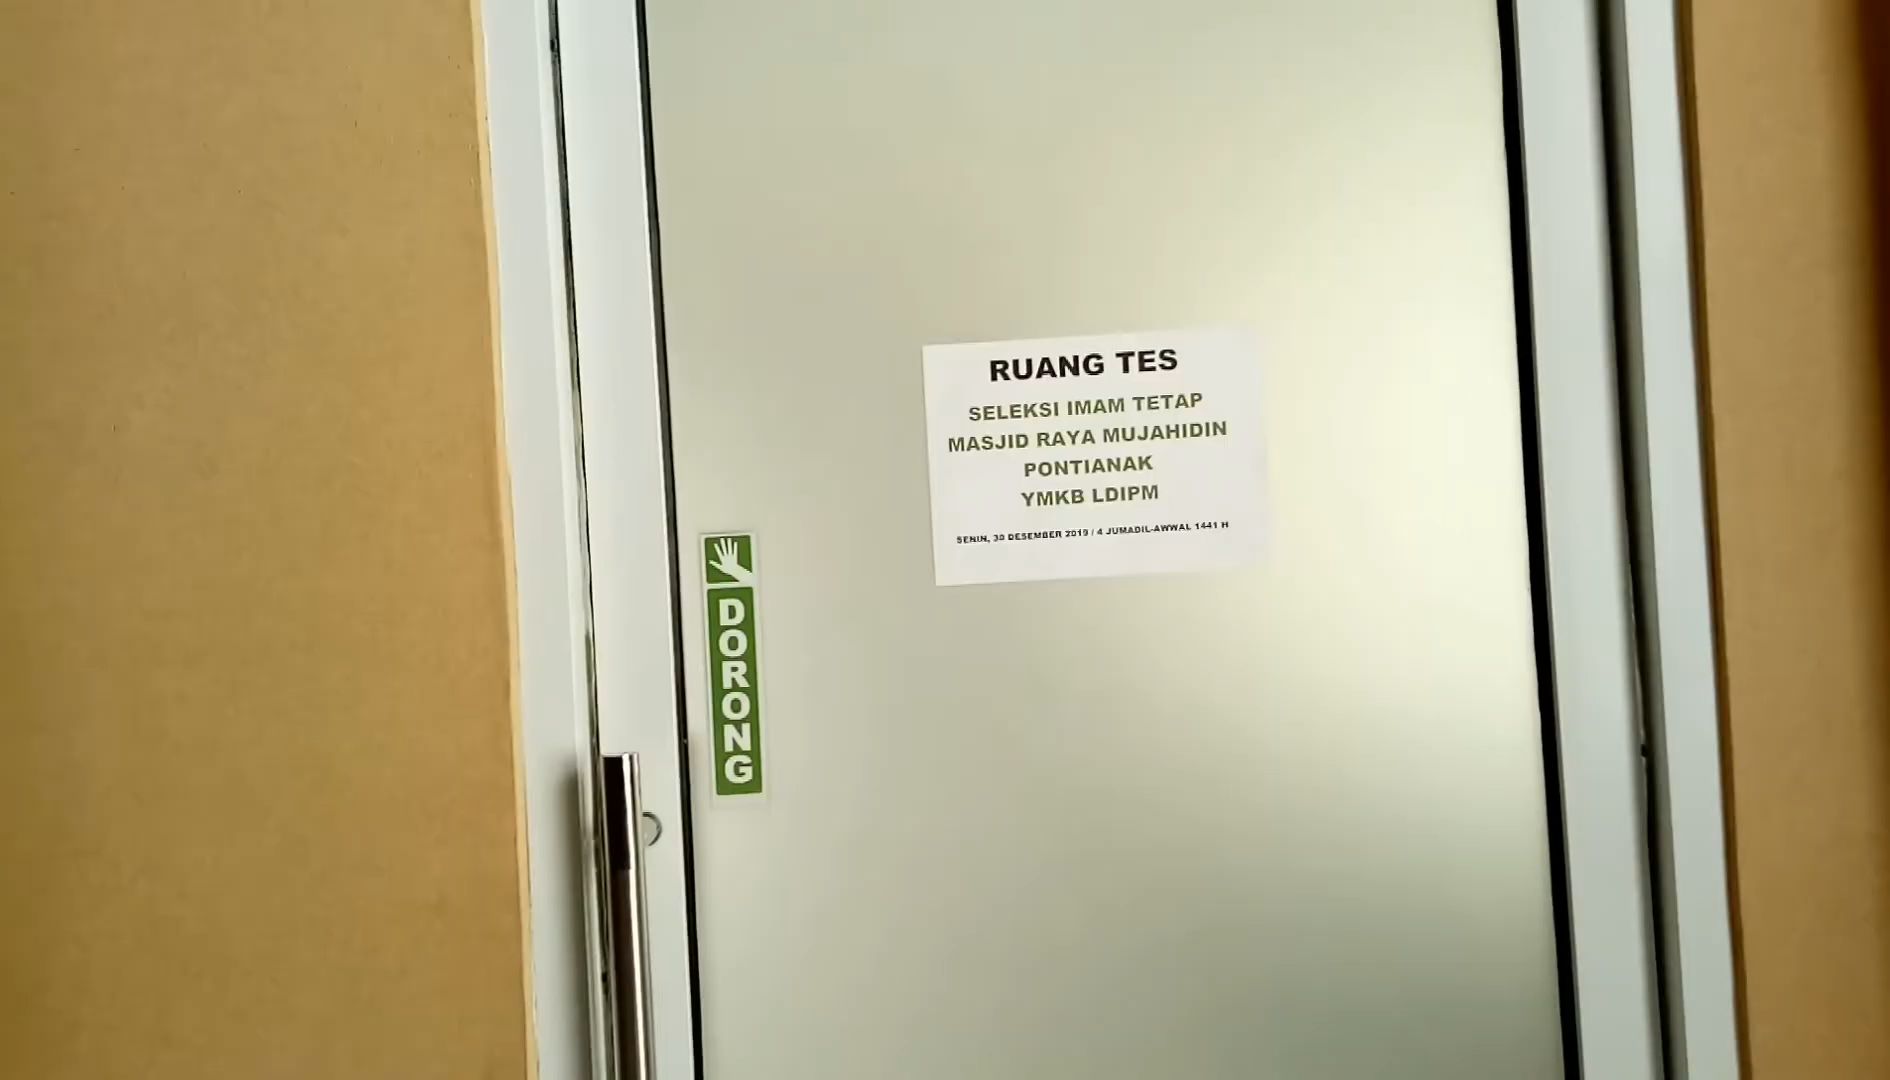 RUANG TES
SELEKSI IMAM TETAP
MASJID RAYA MUJAHIDIN
PONTIANAK
YMKB LDIPM
SENIN, 30 DESEMBER 2019 / 4 JUMADIL-AWWAL 1441 H
DORONG